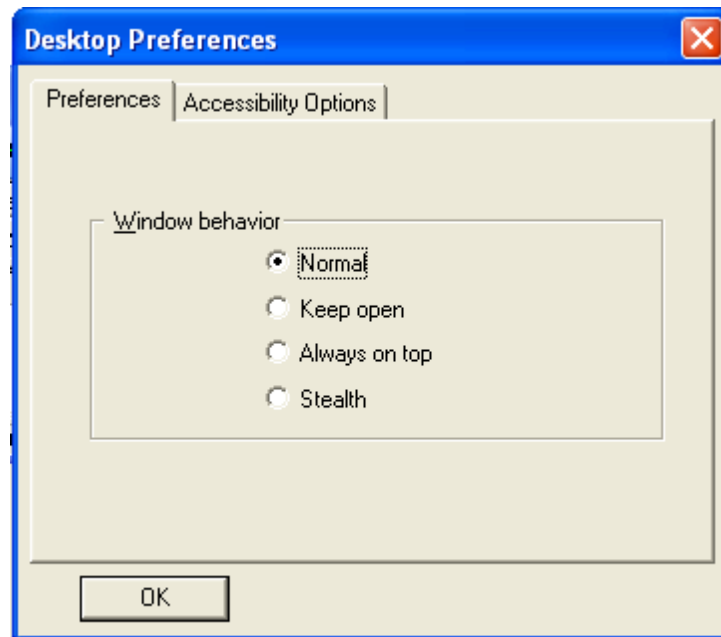 Desktop Preferences
Preferences Accessibility Options
Window behavior
Normal
Keep open
Always on top
Stealth
OK